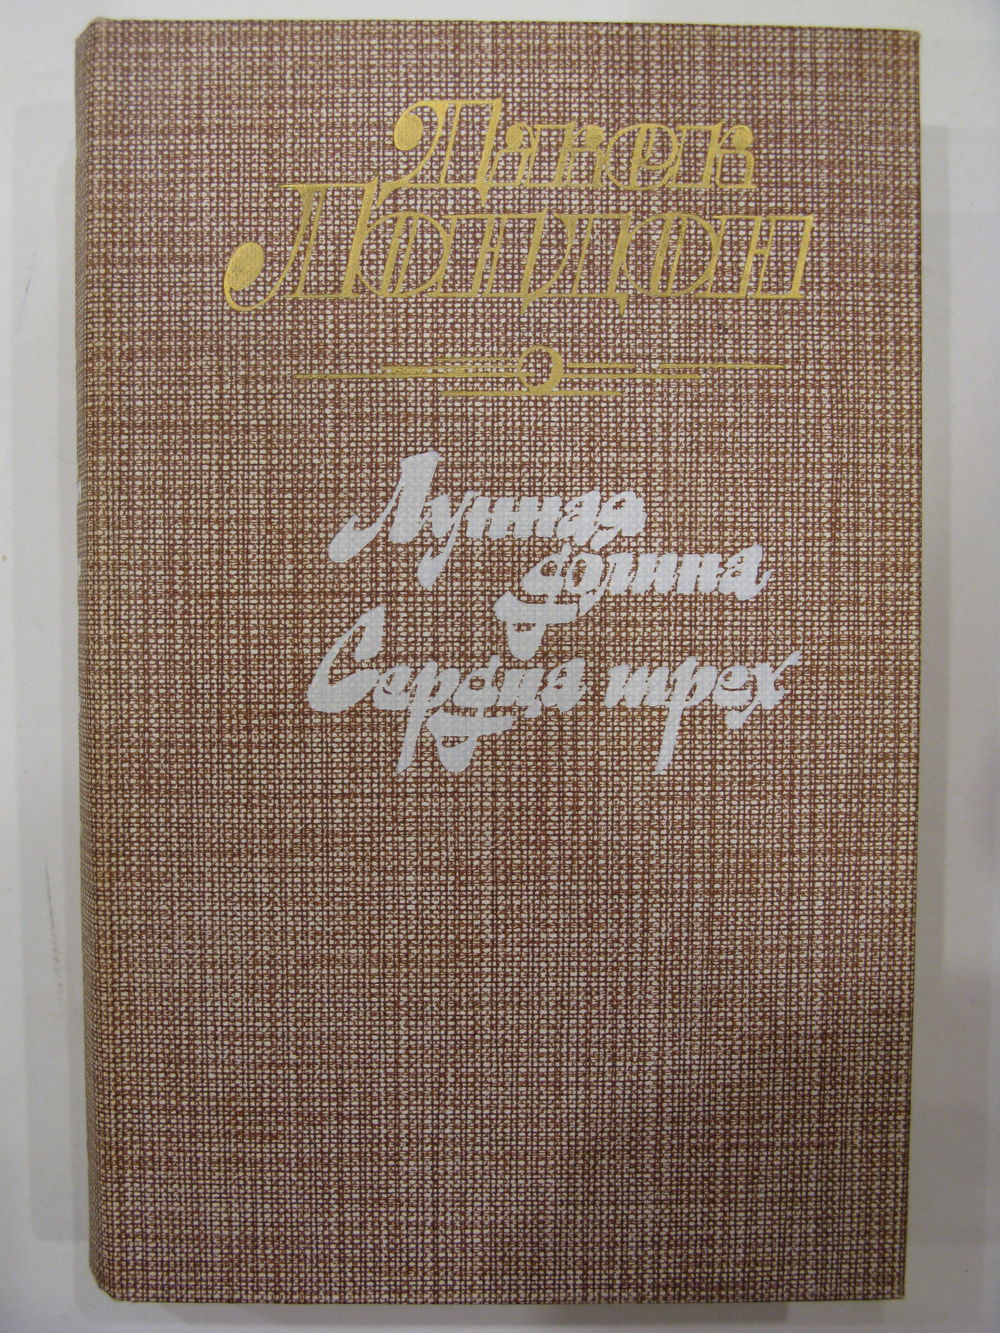 Джек
Лондон
Лунная
долина
Сердца трех